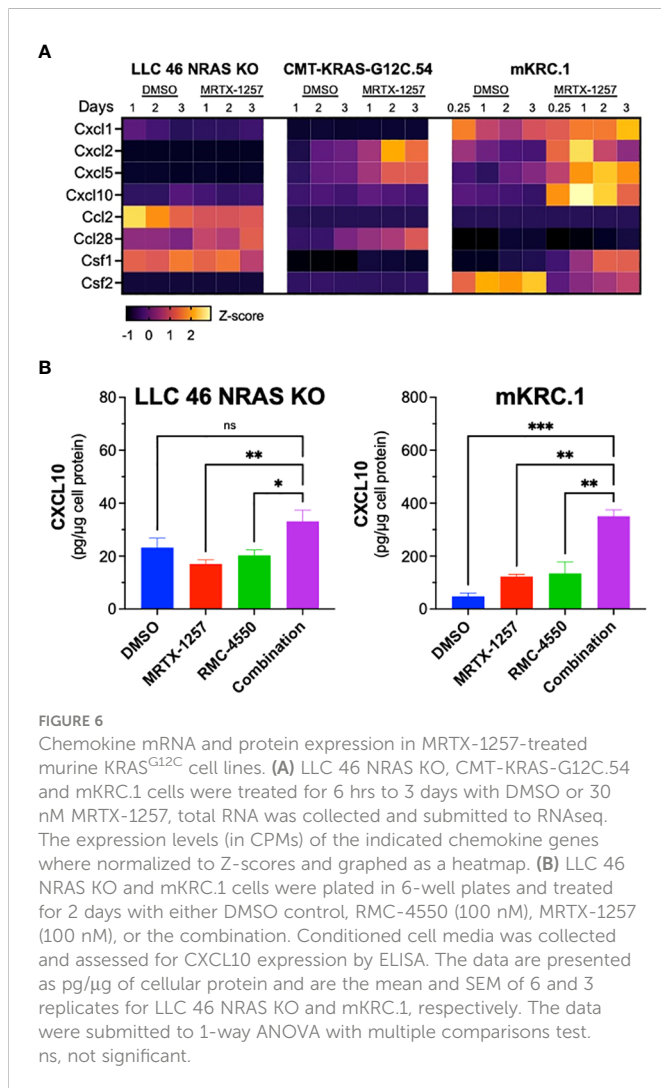 A
LLC 46 NRAS KO CMT-KRAS-G12C.54 mKRC.1
DMSO MRTX-1257 DMSO MRTX-1257 DMSO MRTX-1257
Days 1 2 3 1 2 3 1 2 3 1 2 3 0.25 1 2 3 0.25 1 2 3
Cxcl1
Cxcl2
Cxcl5
Cxcl10
Ccl2
Ccl28
Csf1
Csf2
Z-score
-1 0 1 2
B
LLC 46 NRAS KO
CXCL10
(pg/μg cell protein)
80
60
40
20
0
ns
**
*
DMSO
MRTX-1257
RMC-4550
Combination
mKRC.1
CXCL10
(pg/μg cell protein)
800
600
400
200
0
***
**
**
DMSO
MRTX-1257
RMC-4550
Combination
FIGURE 6
Chemokine mRNA and protein expression in MRTX-1257-treated
murine KRASG12C cell lines. (A) LLC 46 NRAS KO, CMT-KRAS-G12C.54
and mKRC.1 cells were treated for 6 hrs to 3 days with DMSO or 30
nM MRTX-1257, total RNA was collected and submitted to RNAseq.
The expression levels (in CPMs) of the indicated chemokine genes
where normalized to Z-scores and graphed as a heatmap. (B) LLC 46
NRAS KO and mKRC.1 cells were plated in 6-well plates and treated
for 2 days with either DMSO control, RMC-4550 (100 nM), MRTX-1257
(100 nM), or the combination. Conditioned cell media was collected
and assessed for CXCL10 expression by ELISA. The data are presented
as pg/μg of cellular protein and are the mean and SEM of 6 and 3
replicates for LLC 46 NRAS KO and mKRC.1, respectively. The data
were submitted to 1-way ANOVA with multiple comparisons test.
ns, not significant.